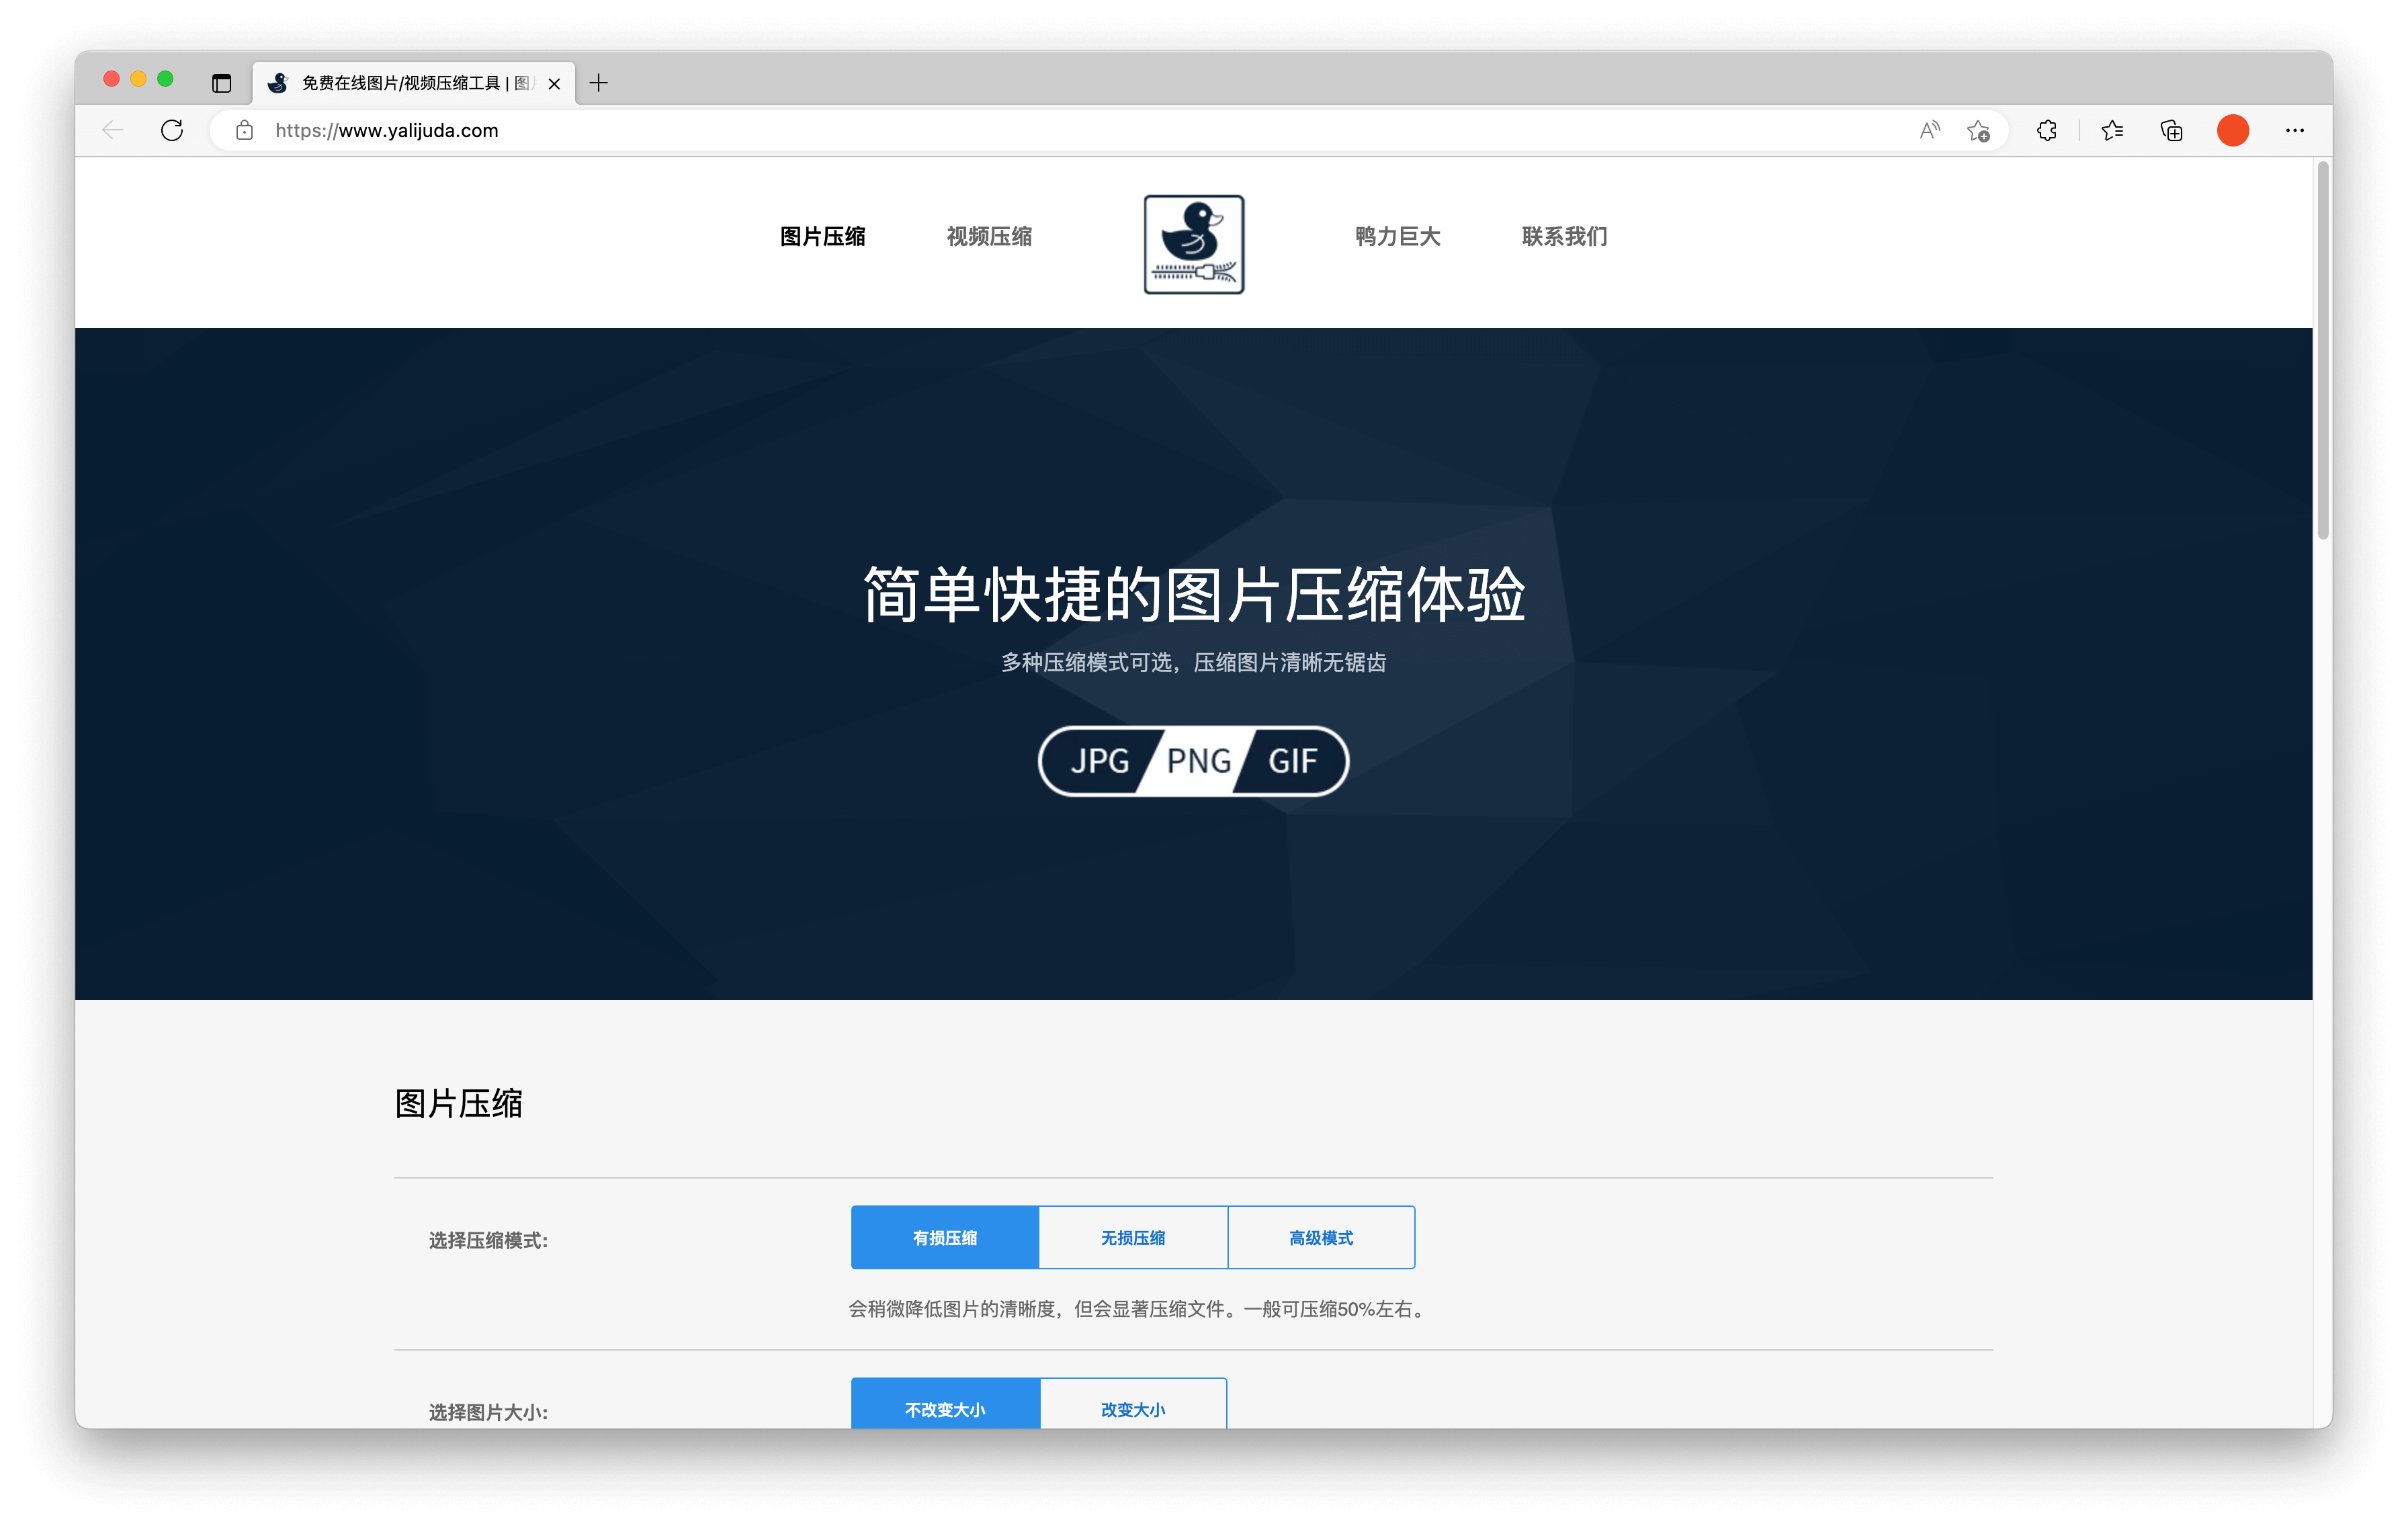 免费在线图片/视频压缩工具 | 图
https://www.yalijuda.com
图片压缩 视频压缩 鸭力巨大 联系我们
简单快捷的图片压缩体验
多种压缩模式可选，压缩图片清晰无锯齿
JPG PNG GIF
图片压缩
选择压缩模式: 有损压缩 无损压缩 高级模式
会稍微降低图片的清晰度，但会显著压缩文件。一般可压缩50%左右。
选择图片大小: 不改变大小 改变大小